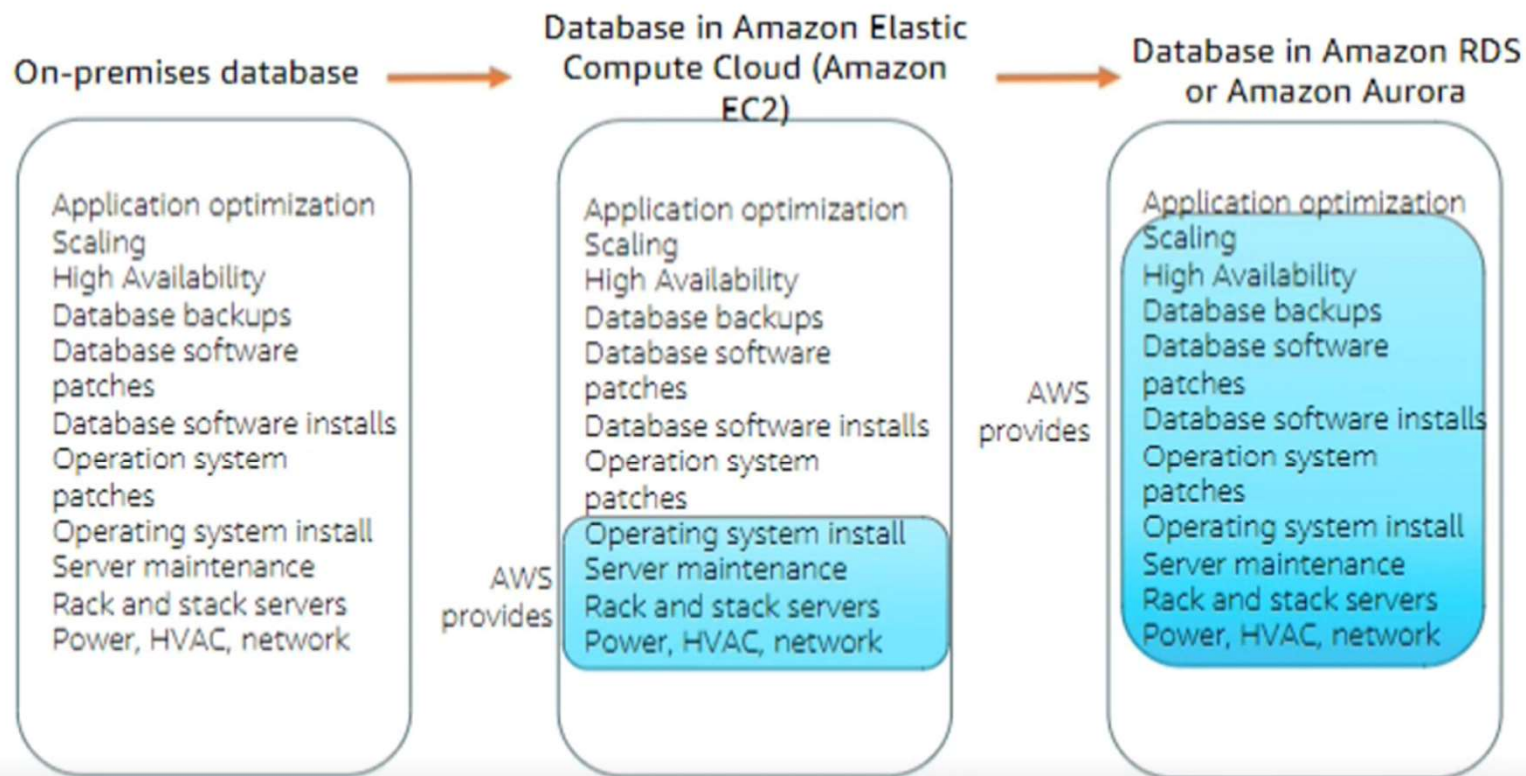 On-premises database
Application optimization
Scaling
High Availability
Database backups
Database software
patches
Database software installs
Operation system
patches
Operating system install
Server maintenance
Rack and stack servers
Power, HVAC, network
Database in Amazon Elastic
Compute Cloud (Amazon
EC2)
Application optimization
Scaling
High Availability
Database backups
Database software
patches
Database software installs
Operation system
patches
Operating system install
Server maintenance
Rack and stack servers
Power, HVAC, network
AWS
provides
Database in Amazon RDS
or Amazon Aurora
Application optimization
Scaling
High Availability
Database backups
Database software
patches
Database software installs
Operation system
patches
Operating system install
Server maintenance
Rack and stack servers
Power, HVAC, network
AWS
provides